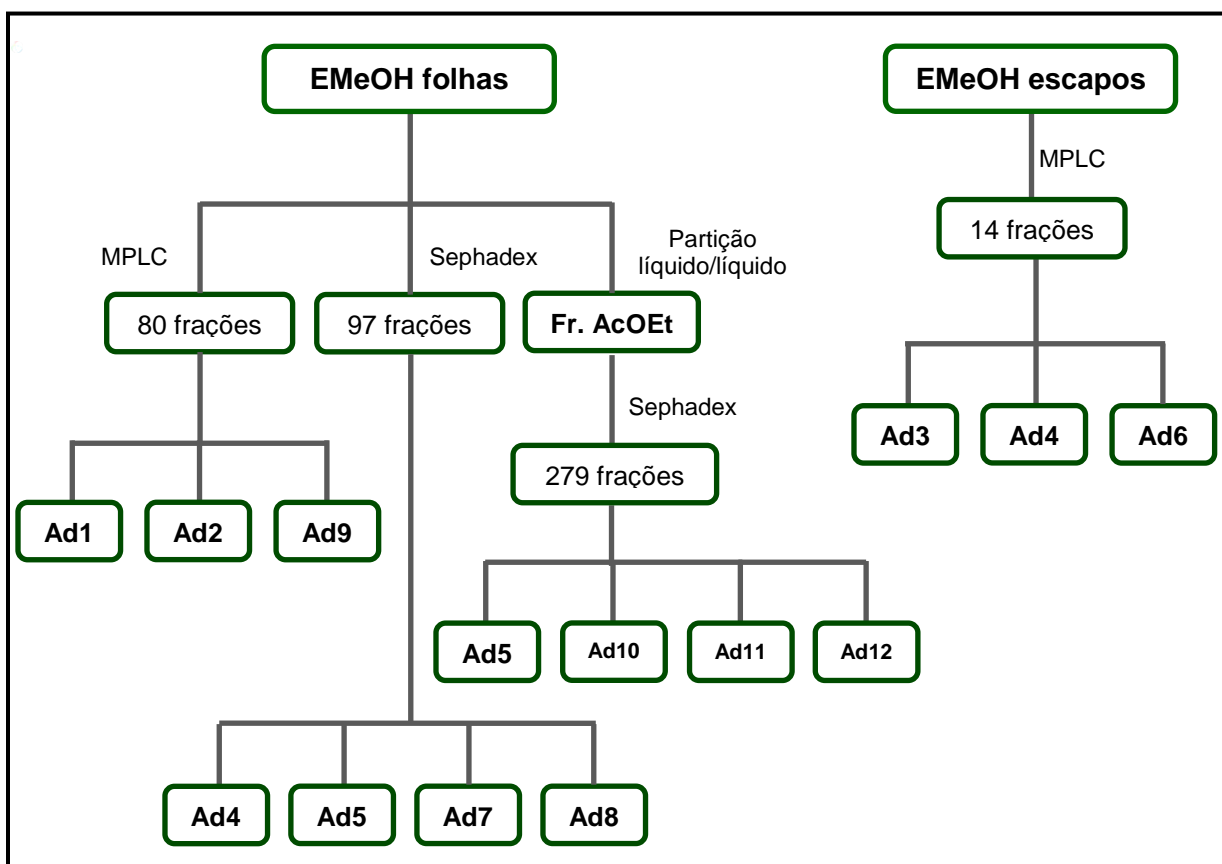 EMeOH folhas
EMeOH escapos
MPLC
Sephadex
Partição
líquido/líquido
MPLC
80 frações
97 frações
Fr. AcOEt
14 frações
Sephadex
279 frações
Ad3
Ad4
Ad6
Ad1
Ad2
Ad9
Ad5
Ad10
Ad11
Ad12
Ad4
Ad5
Ad7
Ad8